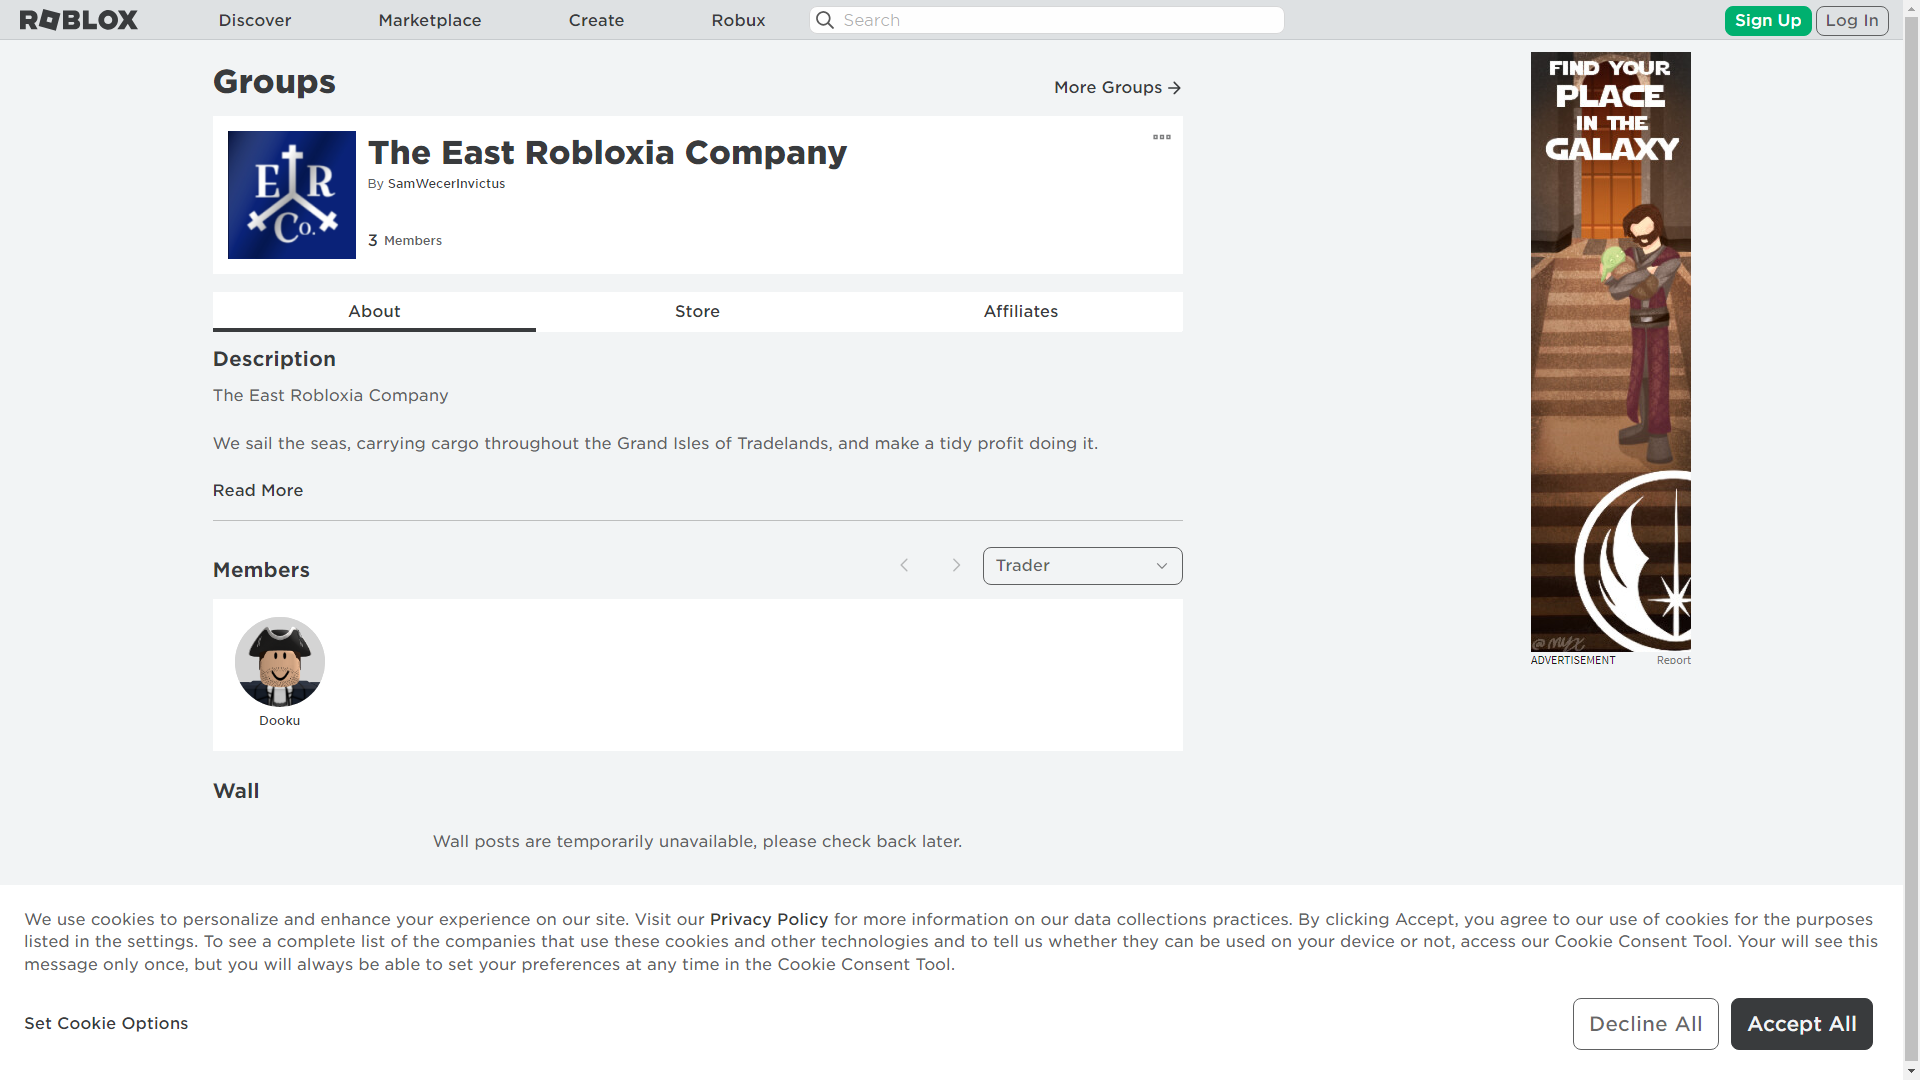 ROBLOX
Discover
Marketplace
Create
Robux
Search
Sign Up
Log In
Groups
More Groups
E R
Co.
The East Robloxia Company
By SamWecerInvictus
3 Members
About
Store
Affiliates
Description
The East Robloxia Company
We sail the seas, carrying cargo throughout the Grand Isles of Tradelands, and make a tidy profit doing it.
Read More
Members
Trader
Dooku
Wall
Wall posts are temporarily unavailable, please check back later.
FIND YOUR
PLACE
IN THE
GALAXY
@myx
ADVERTISEMENT
Report
We use cookies to personalize and enhance your experience on our site. Visit our Privacy Policy for more information on our data collections practices. By clicking Accept, you agree to our use of cookies for the purposes
listed in the settings. To see a complete list of the companies that use these cookies and other technologies and to tell us whether they can be used on your device or not, access our Cookie Consent Tool. Your will see this
message only once, but you will always be able to set your preferences at any time in the Cookie Consent Tool.
Set Cookie Options
Decline All
Accept All